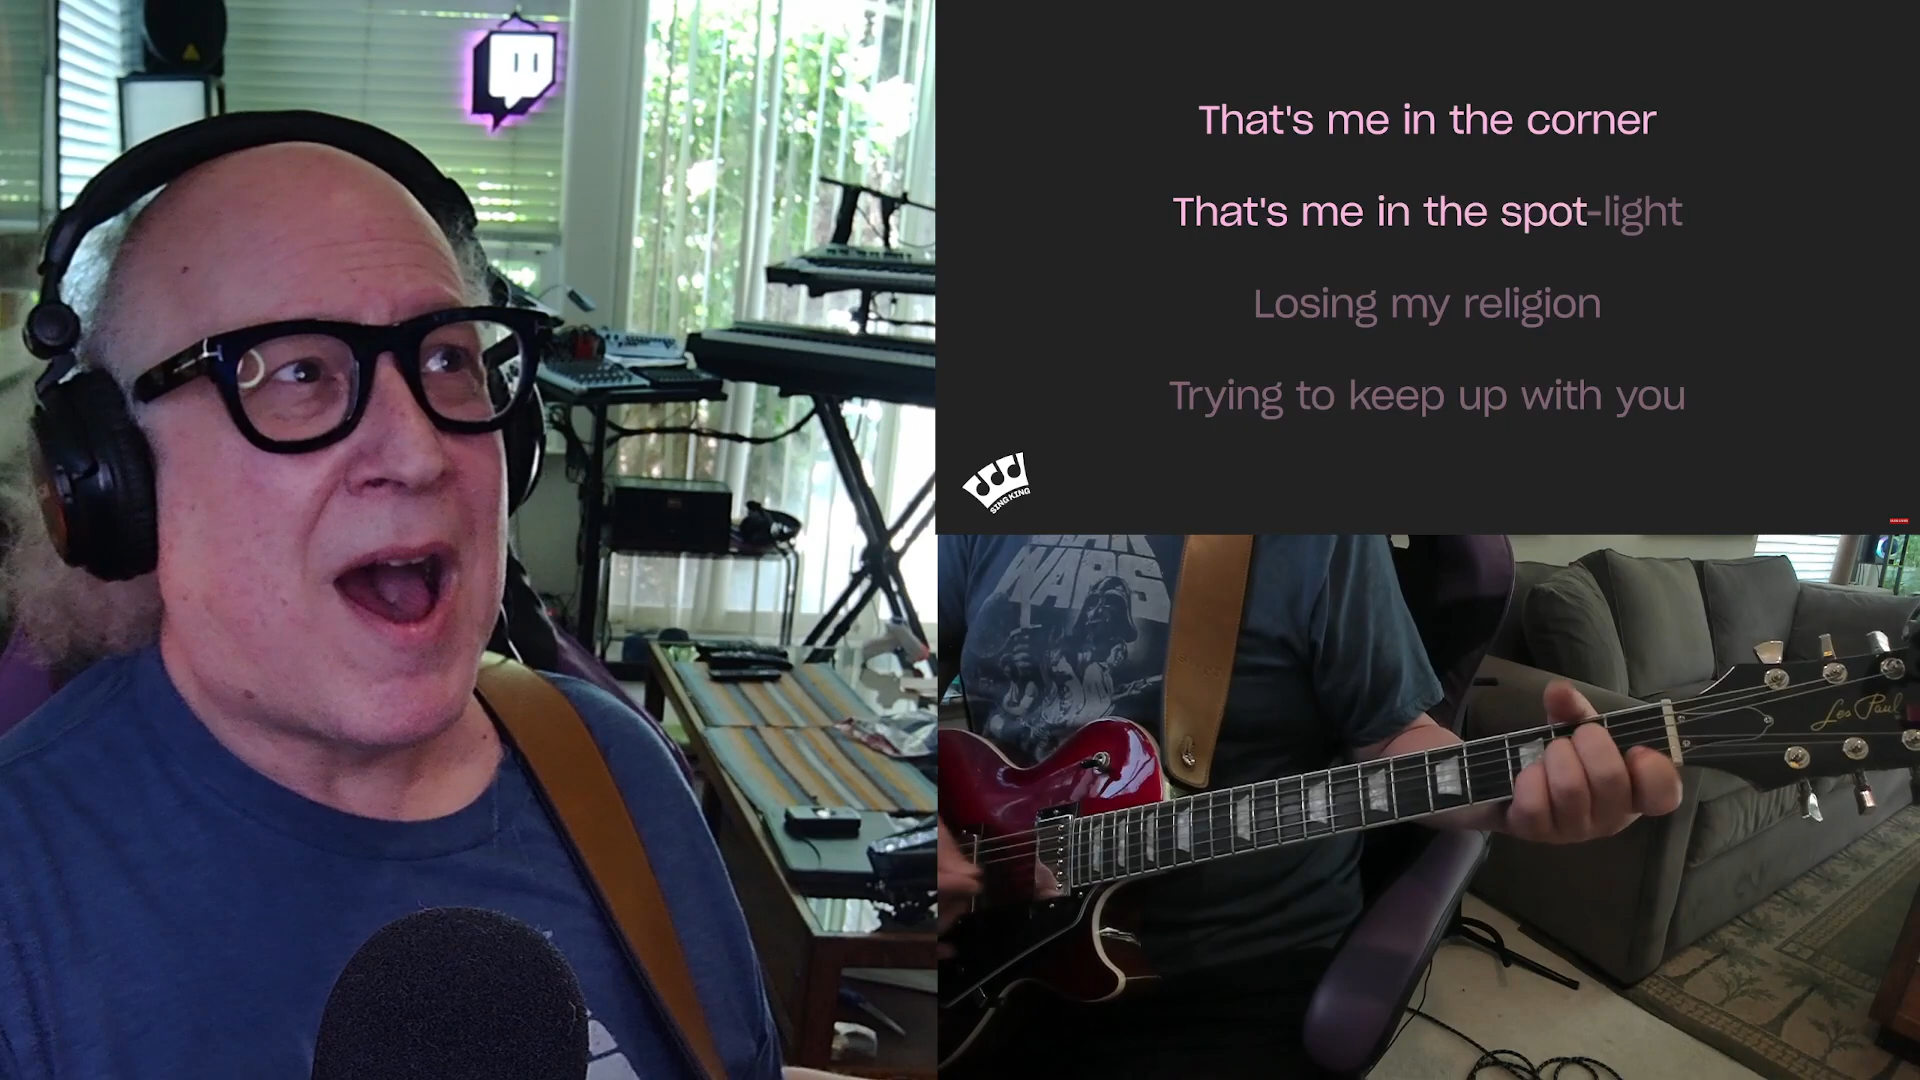 That's me in the corner
That's me in the spot-light
Losing my religion
Trying to keep up with you
SING KING
WARS
Les Paul